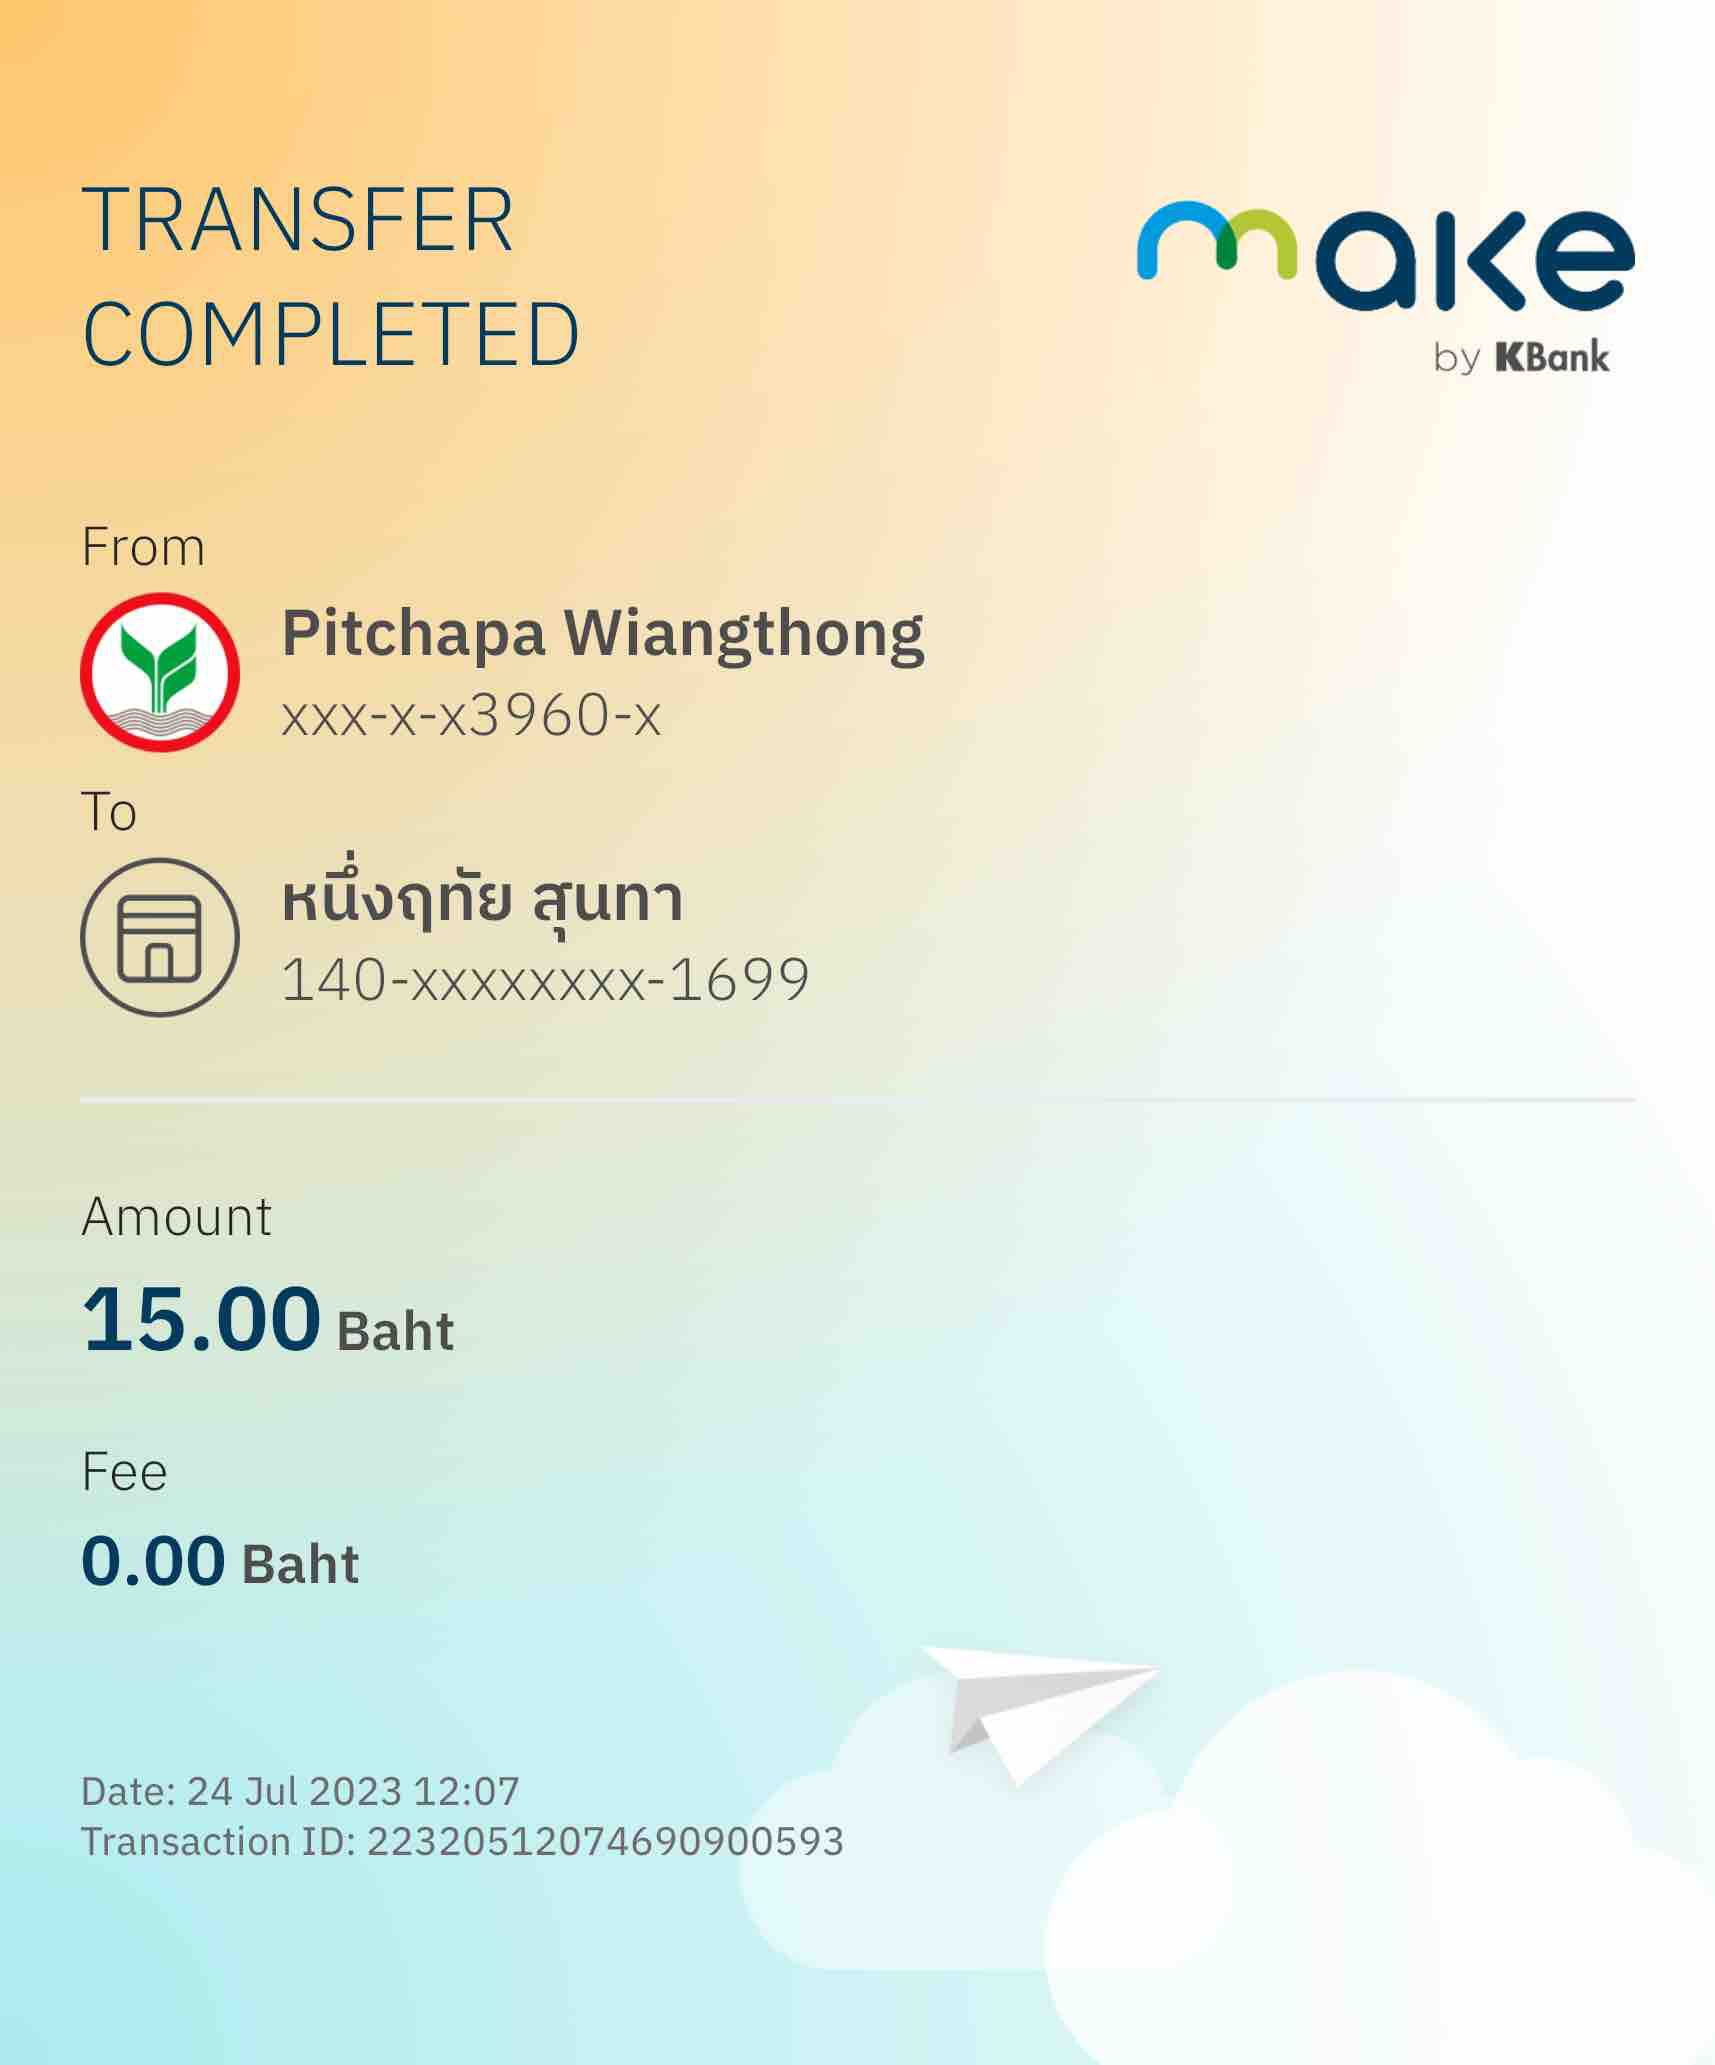 TRANSFER
COMPLETED
make
by KBank
From
Pitchapa Wiangthong
xxx-x-x3960-x
To
หนึ่งฤทัย สุนทา
140-xxxxxxxx-1699
Amount
15.00 Baht
Fee
0.00 Baht
Date: 24 Jul 2023 12:07
Transaction ID: 223205120746909005​93